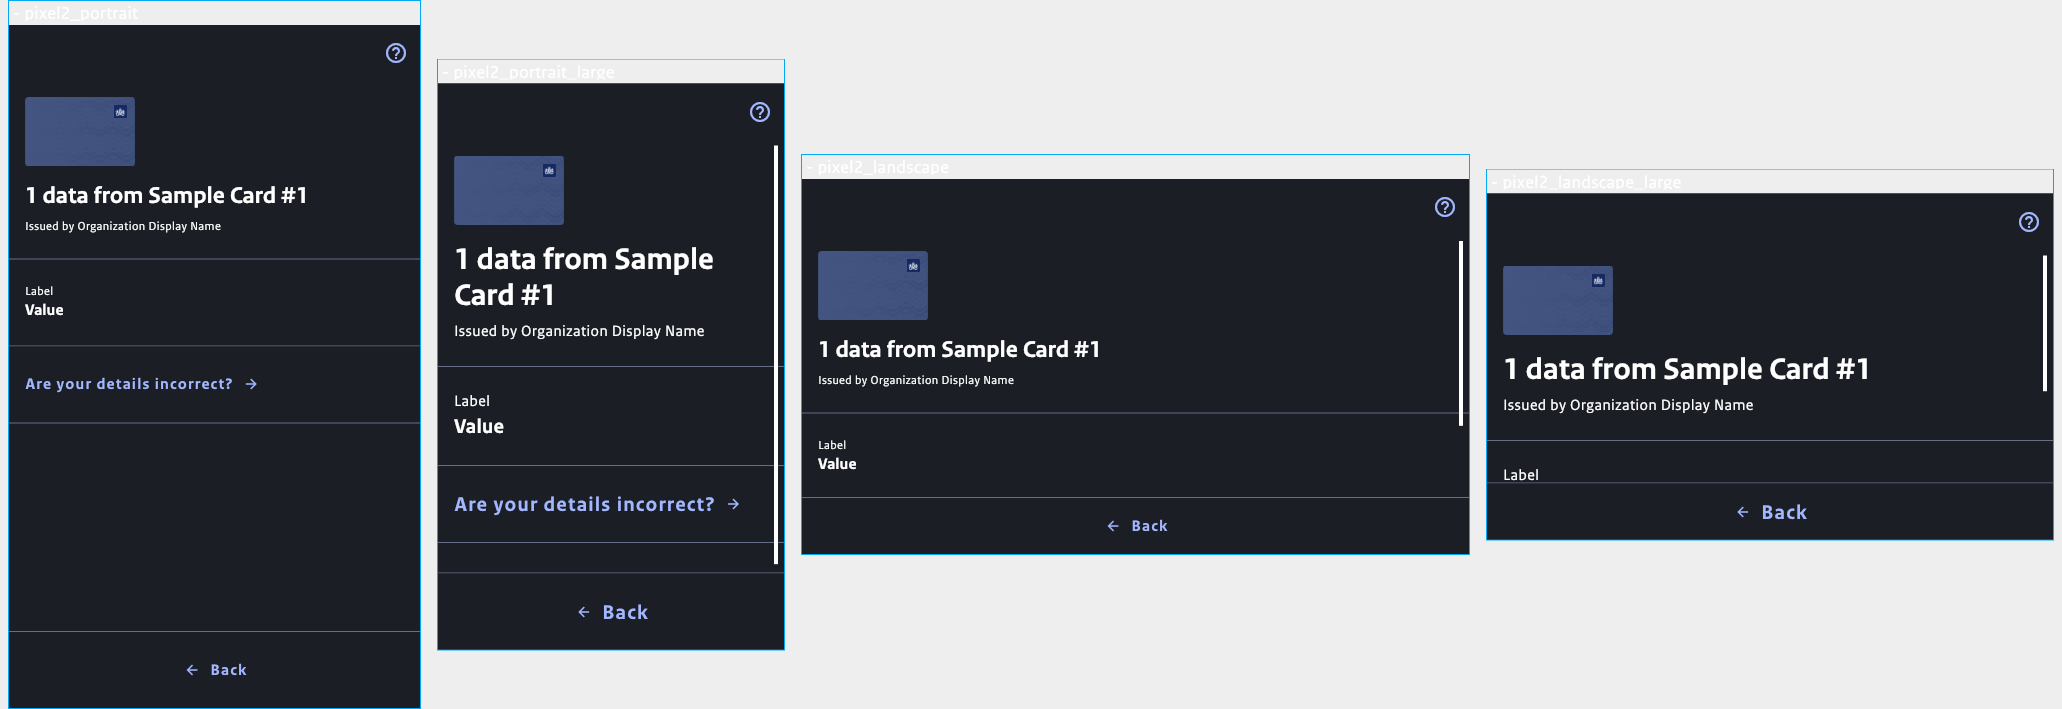 - pixel2_portrait
1 data from Sample Card #1
Issued by Organization Display Name
Label
Value
Are your details incorrect? →
← Back
- pixel2_portrait_large
1 data from Sample
Card #1
Issued by Organization Display Name
Label
Value
Are your details incorrect? →
← Back
- pixel2_landscape
1 data from Sample Card #1
Issued by Organization Display Name
Label
Value
← Back
- pixel2_landscape_large
1 data from Sample Card #1
Issued by Organization Display Name
Label
← Back